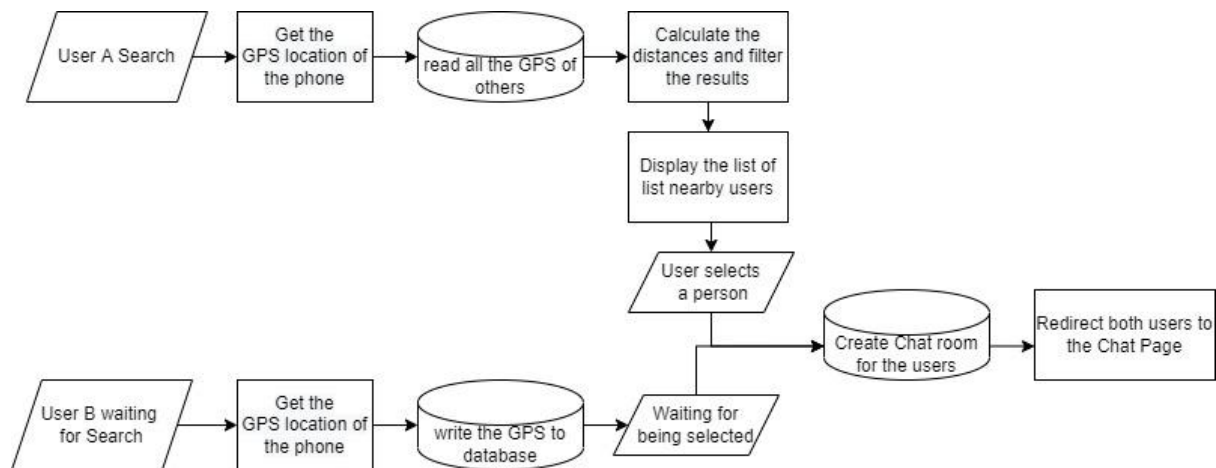 User A Search
Get the
GPS location of
the phone
read all the GPS of
others
Calculate the
distances and filter
the results
Display the list of
list nearby users
User selects
a person
Create Chat room
for the users
Redirect both users to
the Chat Page
User B waiting
for Search
Get the
GPS location of
the phone
write the GPS to
database
Waiting for
being selected